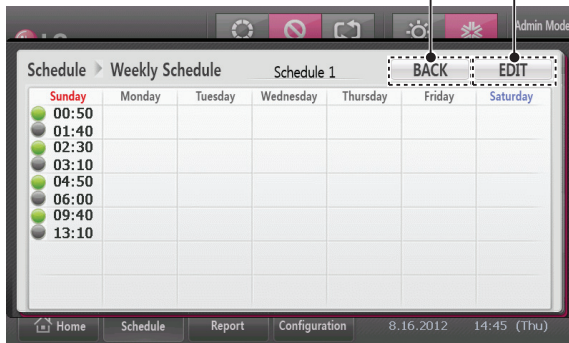 Admin Mode
LG
Schedule Weekly Schedule Schedule 1 BACK EDIT
Sunday Monday Tuesday Wednesday Thursday Friday Saturday
00:50
01:40
02:30
03:10
04:50
06:00
09:40
13:10
Home Schedule Report Configuration 8.16.2012 14:45 (Thu)